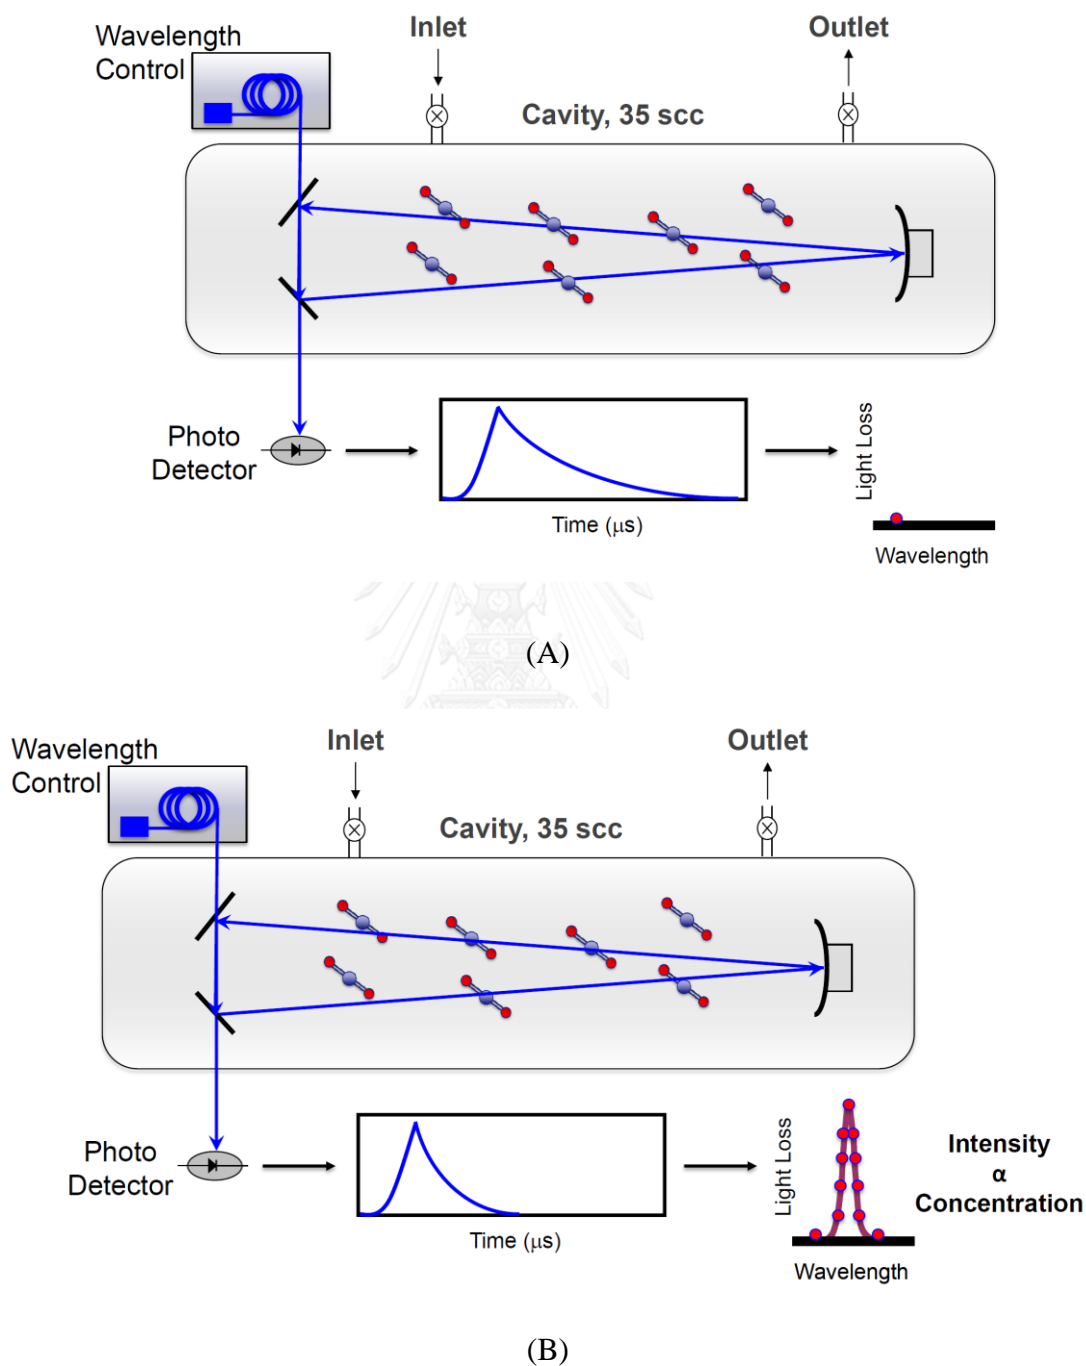 Inlet
Outlet
Wavelength
Control
Cavity, 35 scc
Photo
Detector
Time (μs)
Light Loss
Wavelength
(A)
Wavelength
Control
Inlet
Outlet
Cavity, 35 scc
Photo
Detector
Time (μs)
Light Loss
Wavelength
Intensity
α
Concentration
(B)